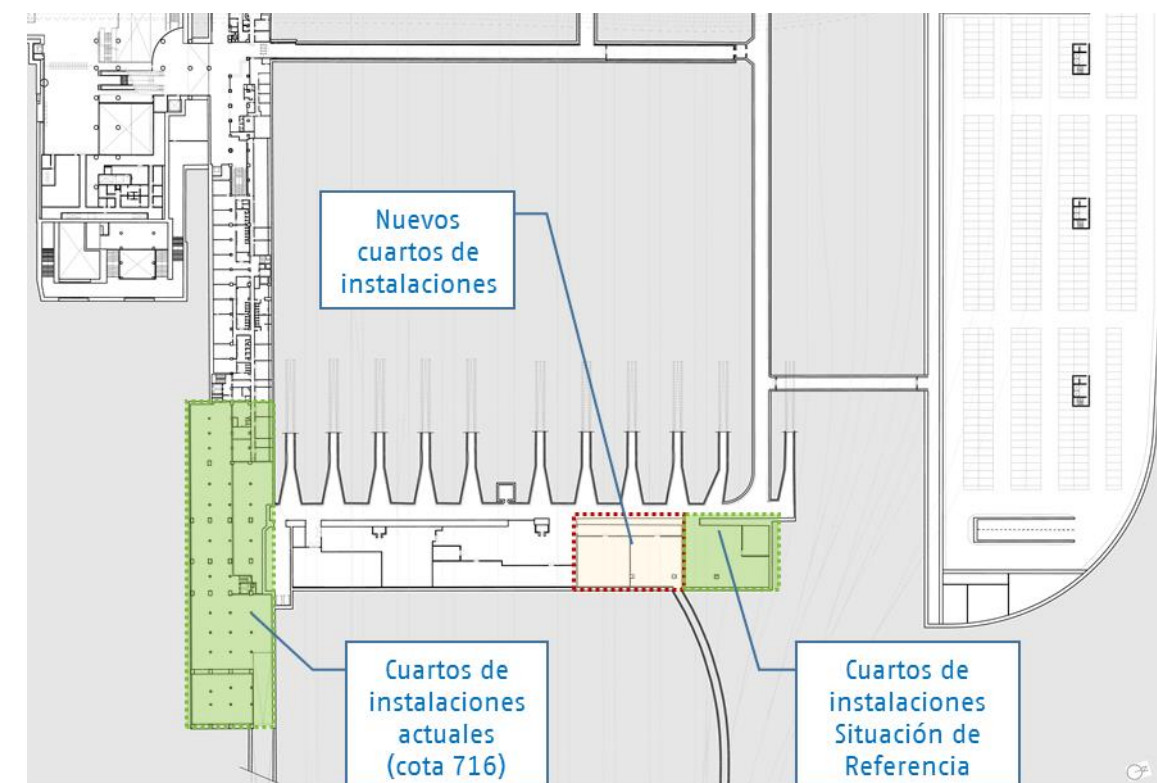 Nuevos
cuartos de
instalaciones
Cuartos de
instalaciones
actuales
(cota 716)
Cuartos de
instalaciones
Situación de
Referencia